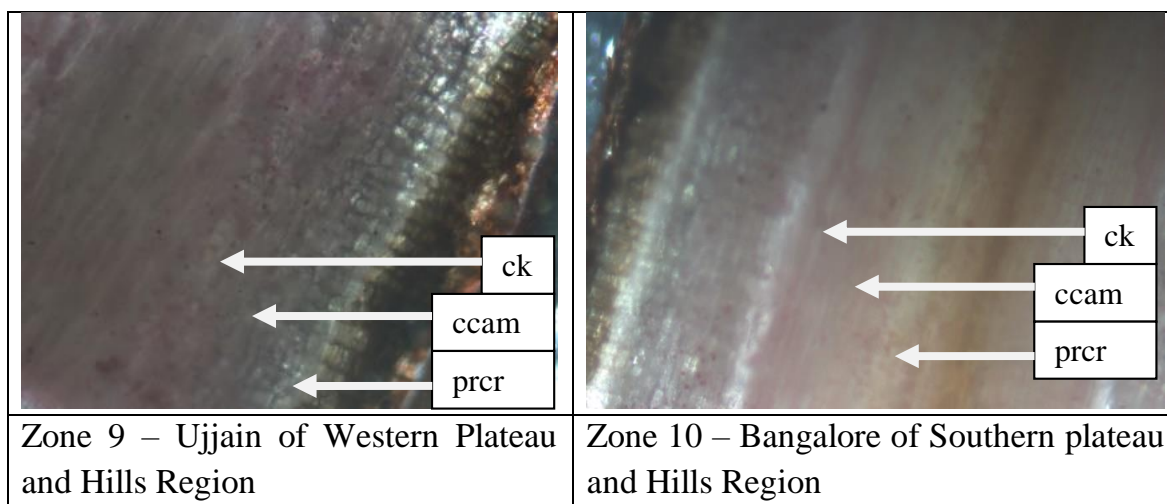 ck
ccam
prcr
ck
ccam
prcr
Zone 9 – Ujjain of Western Plateau
and Hills Region
Zone 10 – Bangalore of Southern plateau
and Hills Region